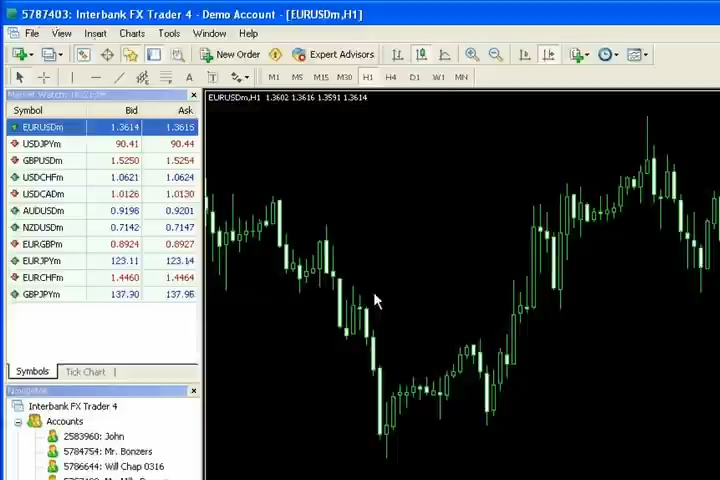 5787403: Interbank FX Trader 4 - Demo Account - [EURUSDm,H1]
File View Insert Charts Tools Window Help
New Order Expert Advisors
A T M1 M5 M15 M30 H1 H4 D1 W1 MN
Market Watch:
Symbol Bid Ask
EURUSDm 1.3614 1.3615
USDJPYm 90.41 90.44
GBPUSDm 1.5250 1.5254
USDCHFm 1.0621 1.0624
USDCADm 1.0126 1.0130
AUDUSDm 0.9198 0.9201
NZDUSDm 0.7142 0.7147
EURGBPm 0.8924 0.8927
EURJPYm 123.11 123.14
EURCHFm 1.4460 1.4464
GBPJPYm 137.90 137.96
Symbols Tick Chart
Navigator
Interbank FX Trader 4
Accounts
2583960: John
5784754: Mr. Bonzers
5786644: Will Chap 0316
EURUSDm,H1 1.3602 1.3616 1.3591 1.3614